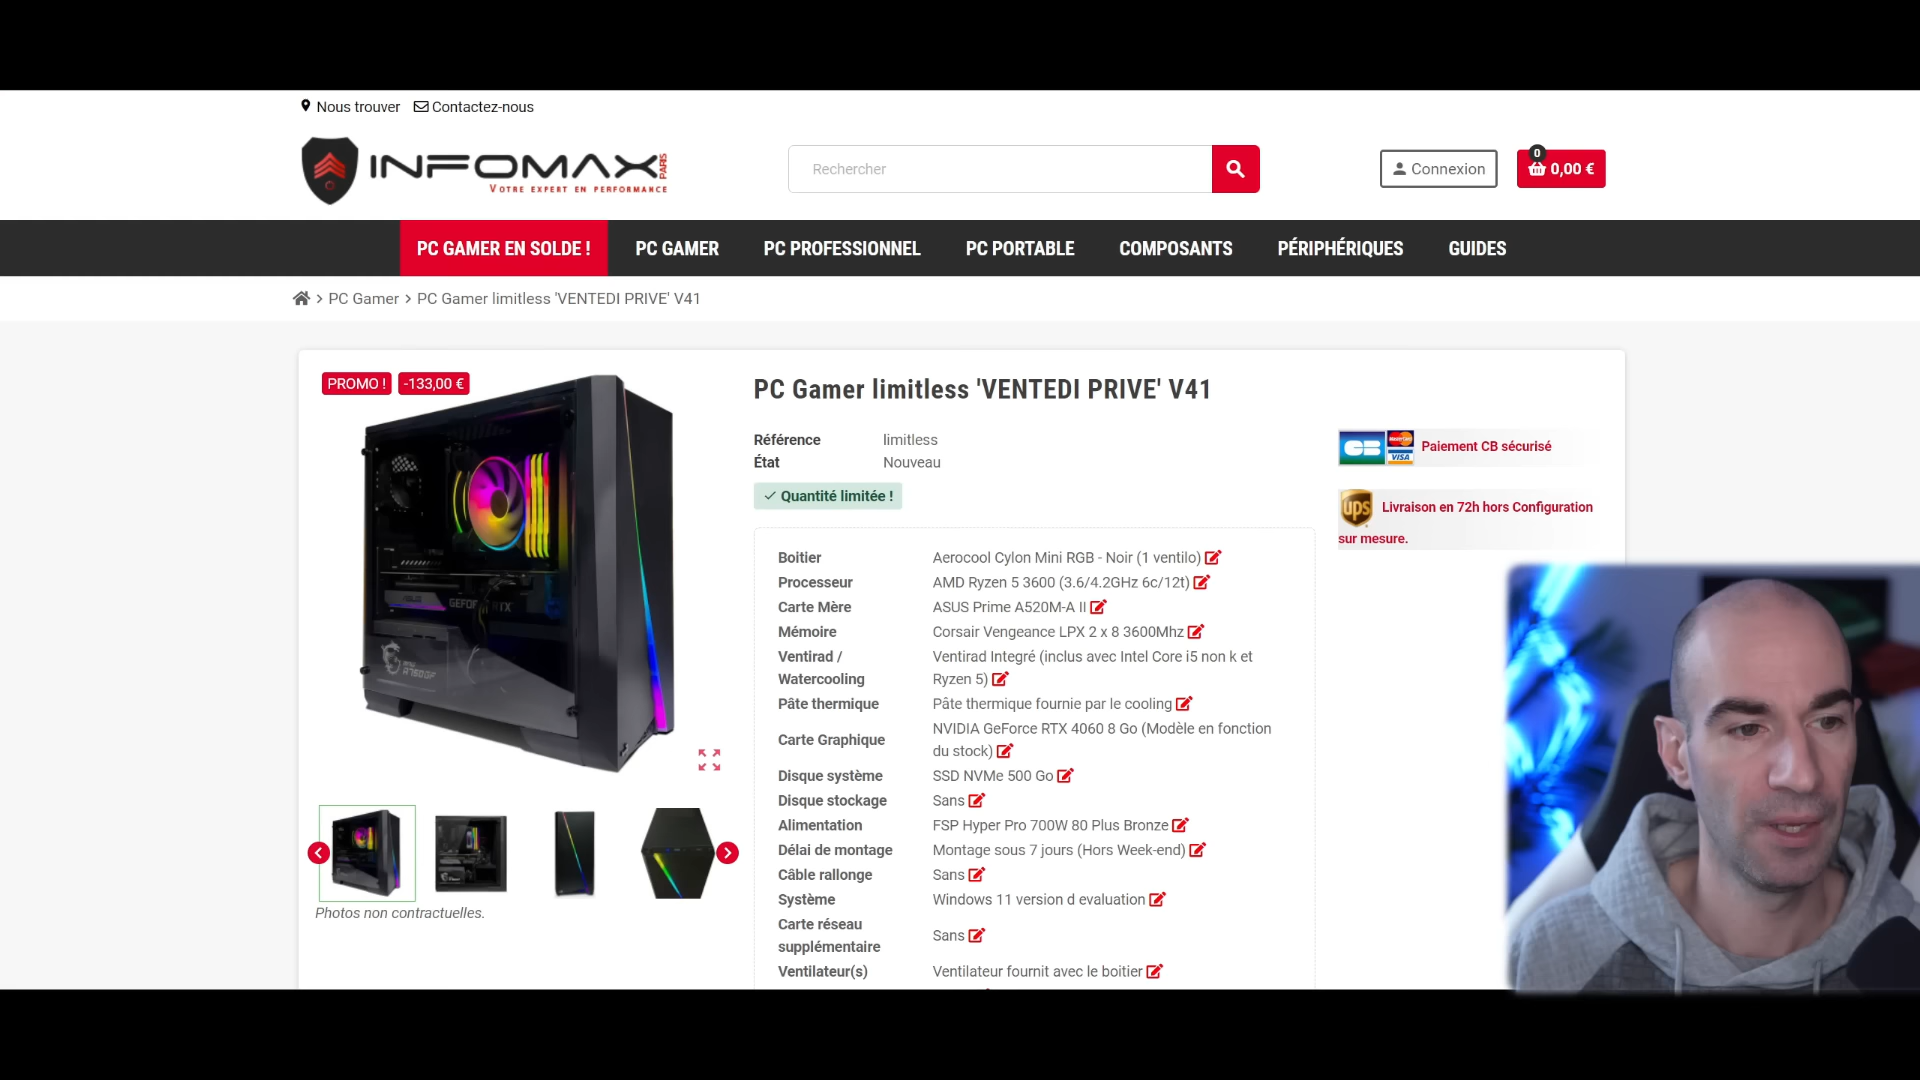 Nous trouver Contactez-nous
INFOMAX PARIS
VOTRE EXPERT EN PERFORMANCE
Rechercher
Connexion
0
0,00 €
PC GAMER EN SOLDE ! PC GAMER PC PROFESSIONNEL PC PORTABLE COMPOSANTS PÉRIPHÉRIQUES GUIDES
PC Gamer PC Gamer limitless 'VENTEDI PRIVE' V41
PROMO ! -133,00 €
PC Gamer limitless 'VENTEDI PRIVE' V41
Référence limitless
État Nouveau
Quantité limitée !
Boitier Aerocool Cylon Mini RGB - Noir (1 ventilo)
Processeur AMD Ryzen 5 3600 (3.6/4.2GHz 6c/12t)
Carte Mère ASUS Prime A520M-A II
Mémoire Corsair Vengeance LPX 2 x 8 3600Mhz
Ventirad / Watercooling Ventirad Integré (inclus avec Intel Core i5 non k et
Ryzen 5)
Pâte thermique Pâte thermique fournie par le cooling
Carte Graphique NVIDIA GeForce RTX 4060 8 Go (Modèle en fonction
du stock)
Disque système SSD NVMe 500 Go
Disque stockage Sans
Alimentation FSP Hyper Pro 700W 80 Plus Bronze
Délai de montage Montage sous 7 jours (Hors Week-end)
Câble rallonge Sans
Système Windows 11 version d evaluation
Carte réseau
supplémentaire Sans
Ventilateur(s) Ventilateur fournit avec le boitier
CB MasterCard VISA Paiement CB sécurisé
ups Livraison en 72h hors Configuration
sur mesure.
Photos non contractuelles.